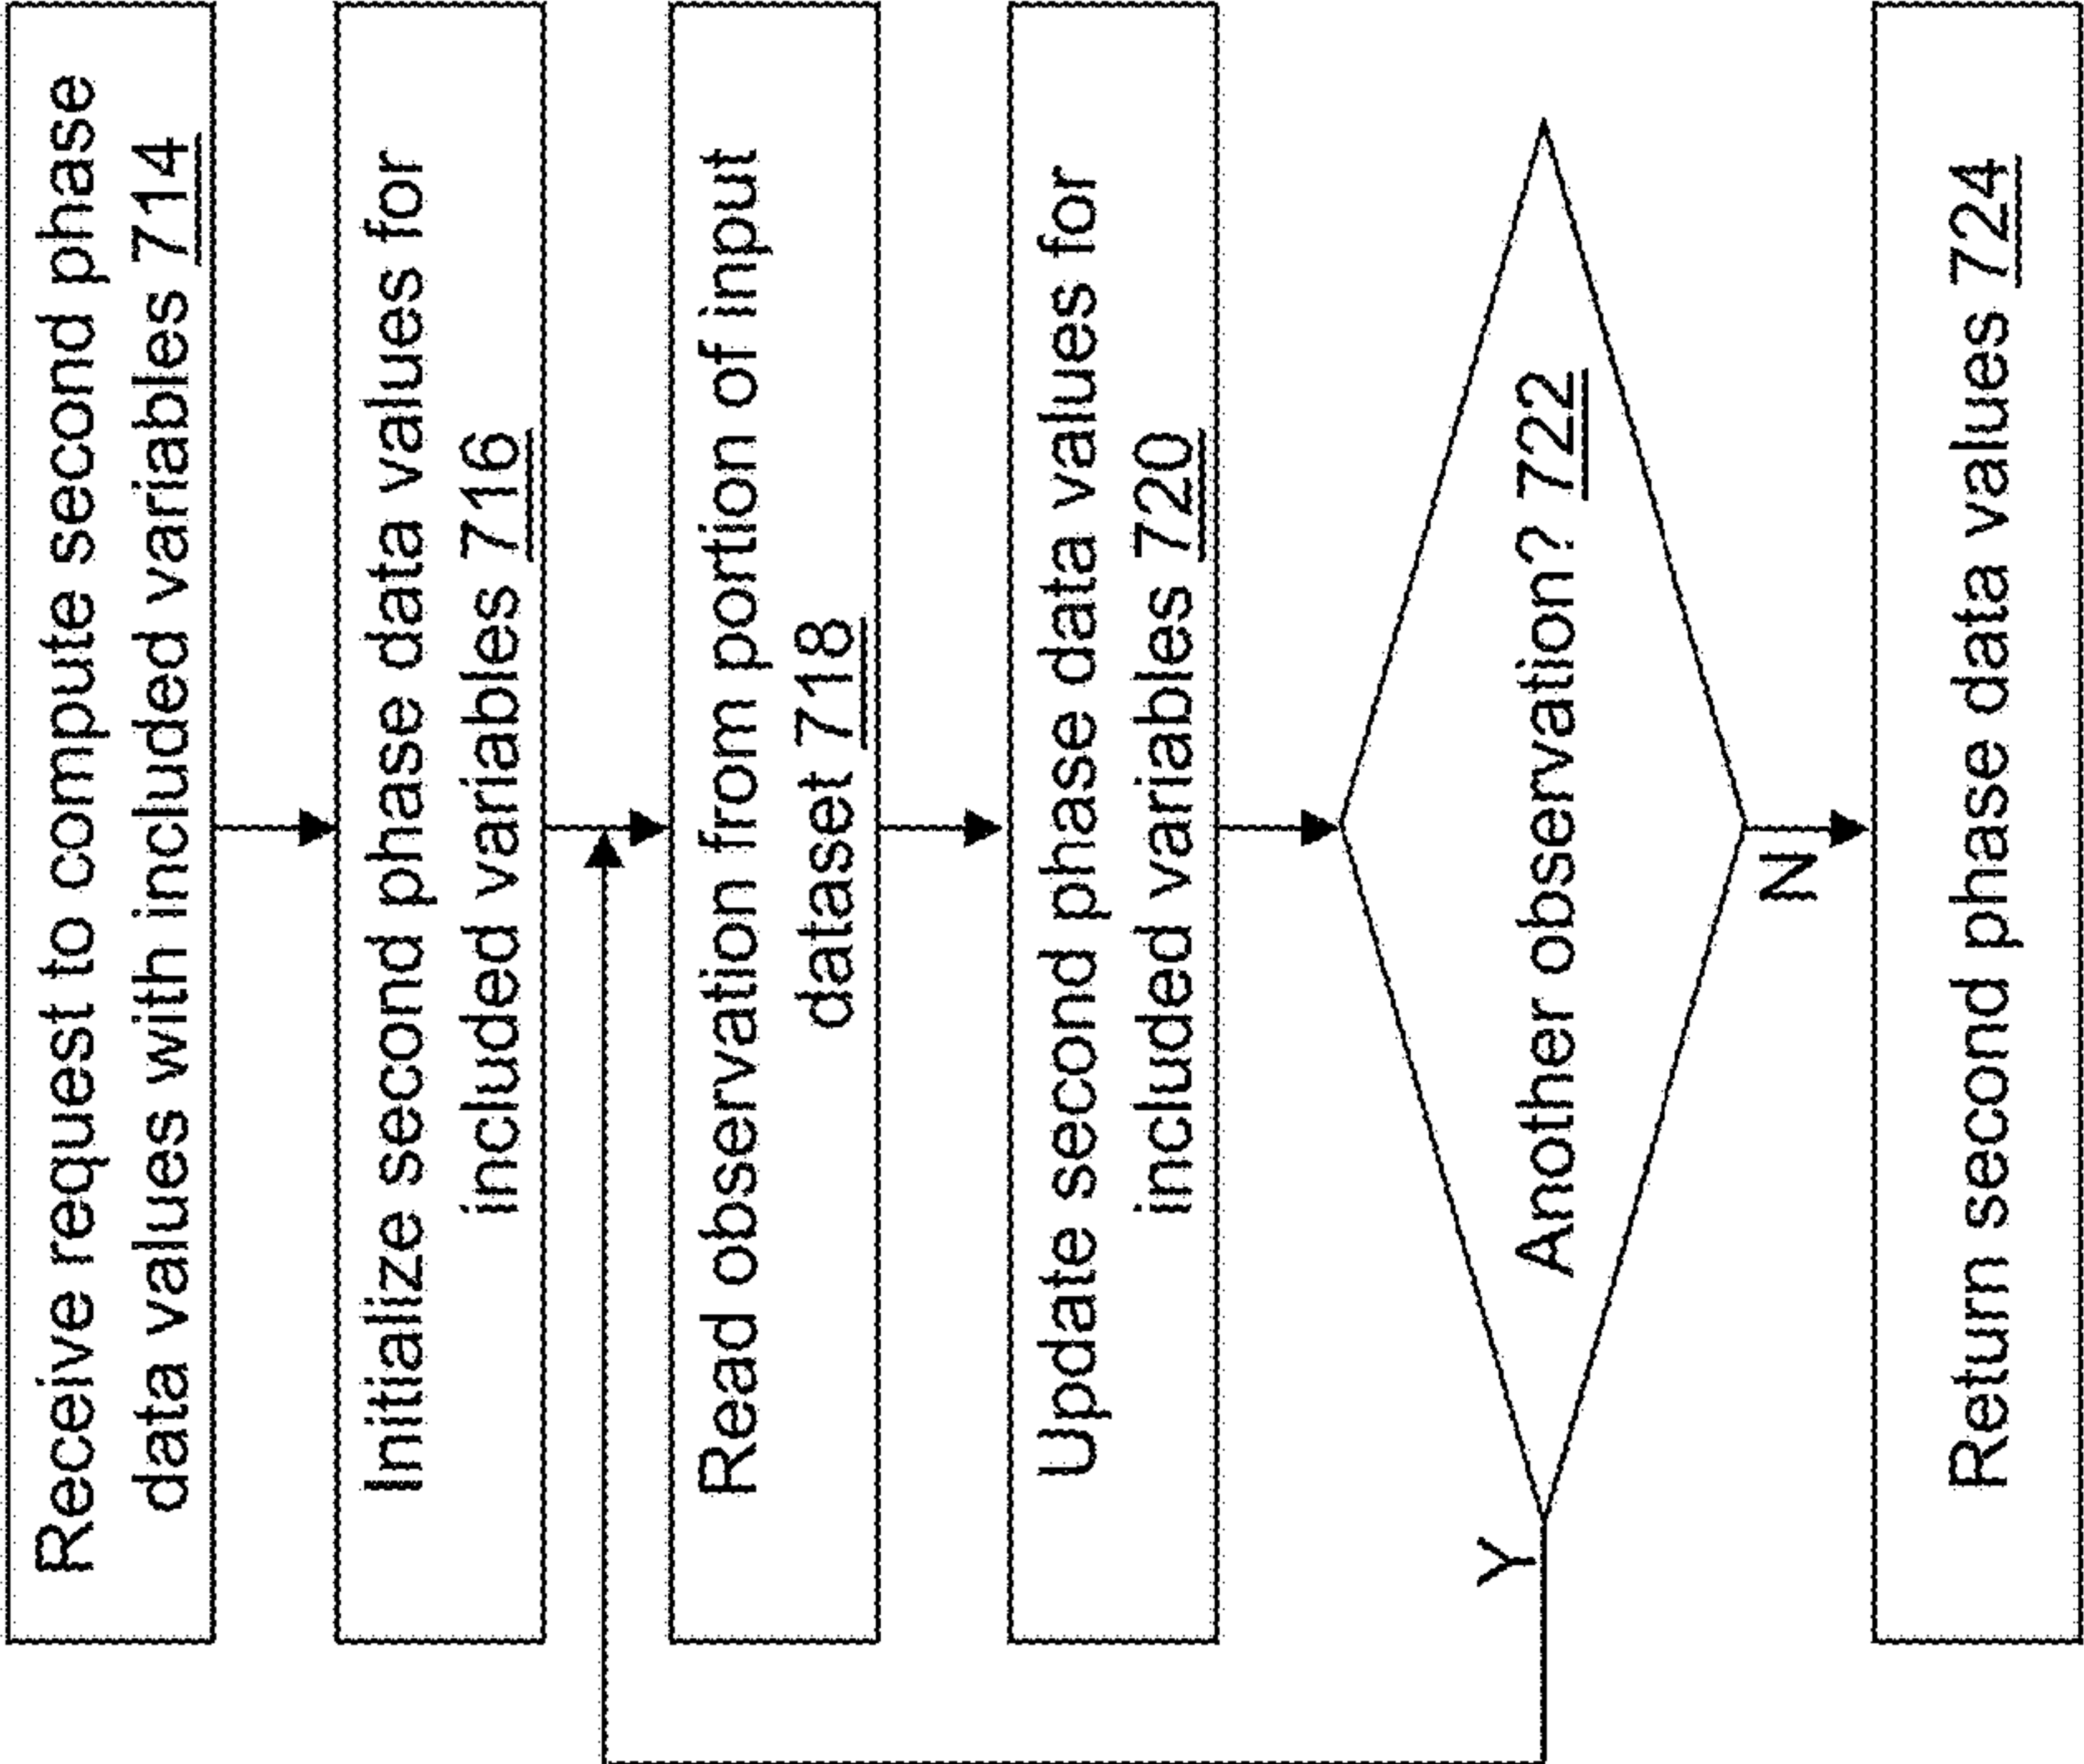 Receive request to compute second phase
data values with included variables 714
Initialize second phase data values for
included variables 716
Read observation from portion of input
dataset 718
Update second phase data values for
included variables 720
Another observation? 722
Y
N
Return second phase data values 724